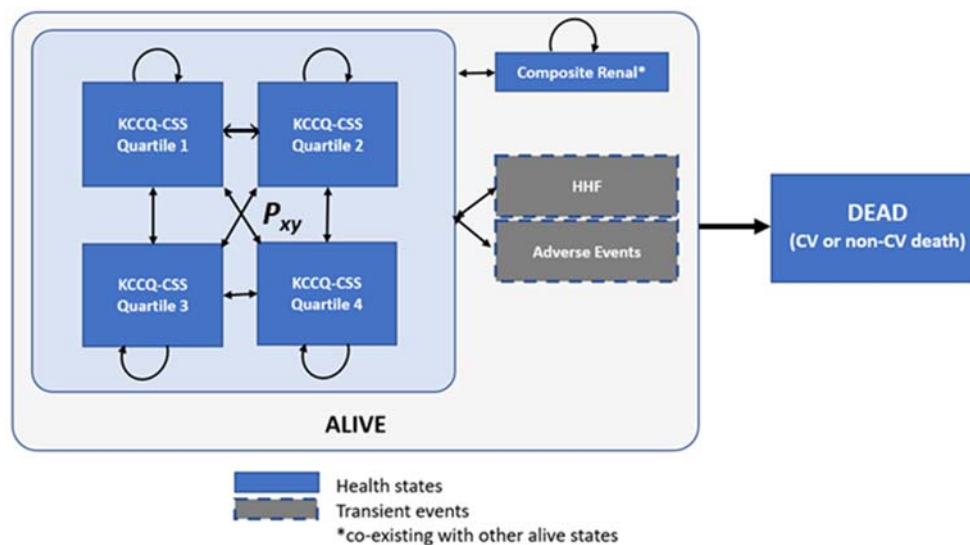 Composite Renal*
KCCQ-CSS
Quartile 1
KCCQ-CSS
Quartile 2
HHF
P_xy
DEAD
(CV or non-CV death)
Adverse Events
KCCQ-CSS
Quartile 3
KCCQ-CSS
Quartile 4
ALIVE
Health states
Transient events
*co-existing with other alive states